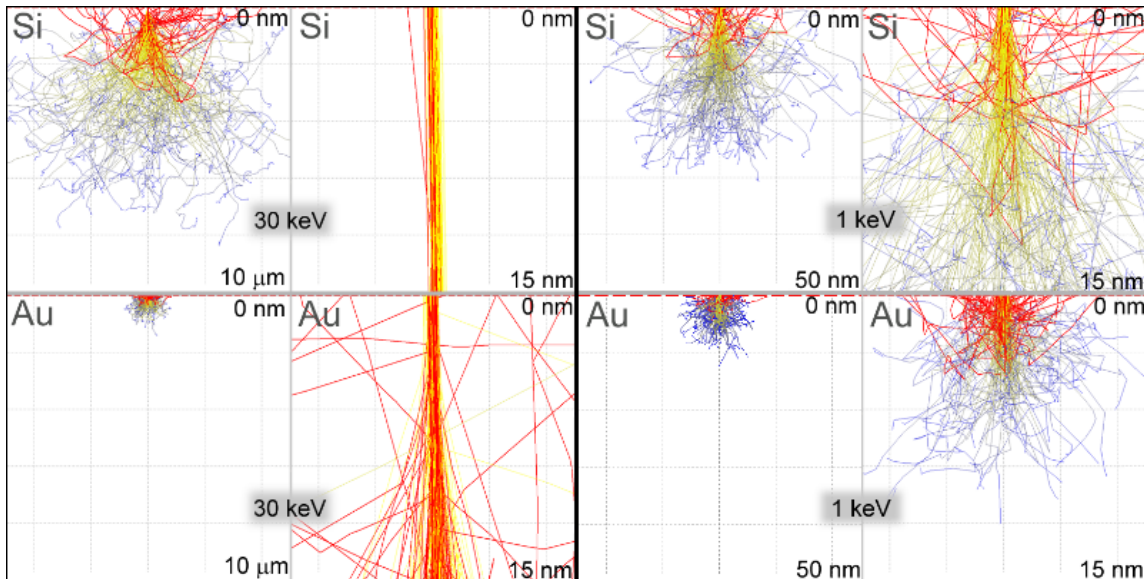 Si 0 nm Si 0 nm Si 0 nm Si 0 nm
30 keV 1 keV
10 μm 15 nm 50 nm 15 nm
Au 0 nm Au 0 nm Au 0 nm Au 0 nm
30 keV 1 keV
10 μm 15 nm 50 nm 15 nm